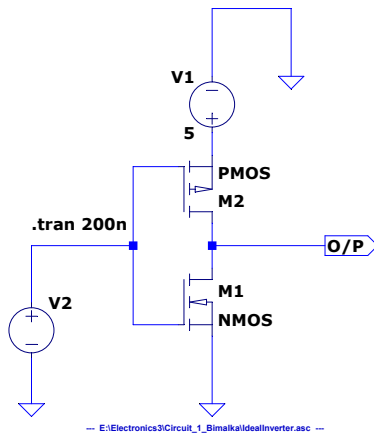 V1
5
PMOS
M2
.tran 200n
O/P
V2
M1
NMOS
--- E:\Electronics3\Circuit_1_Bimalka\IdealInverter.asc ---